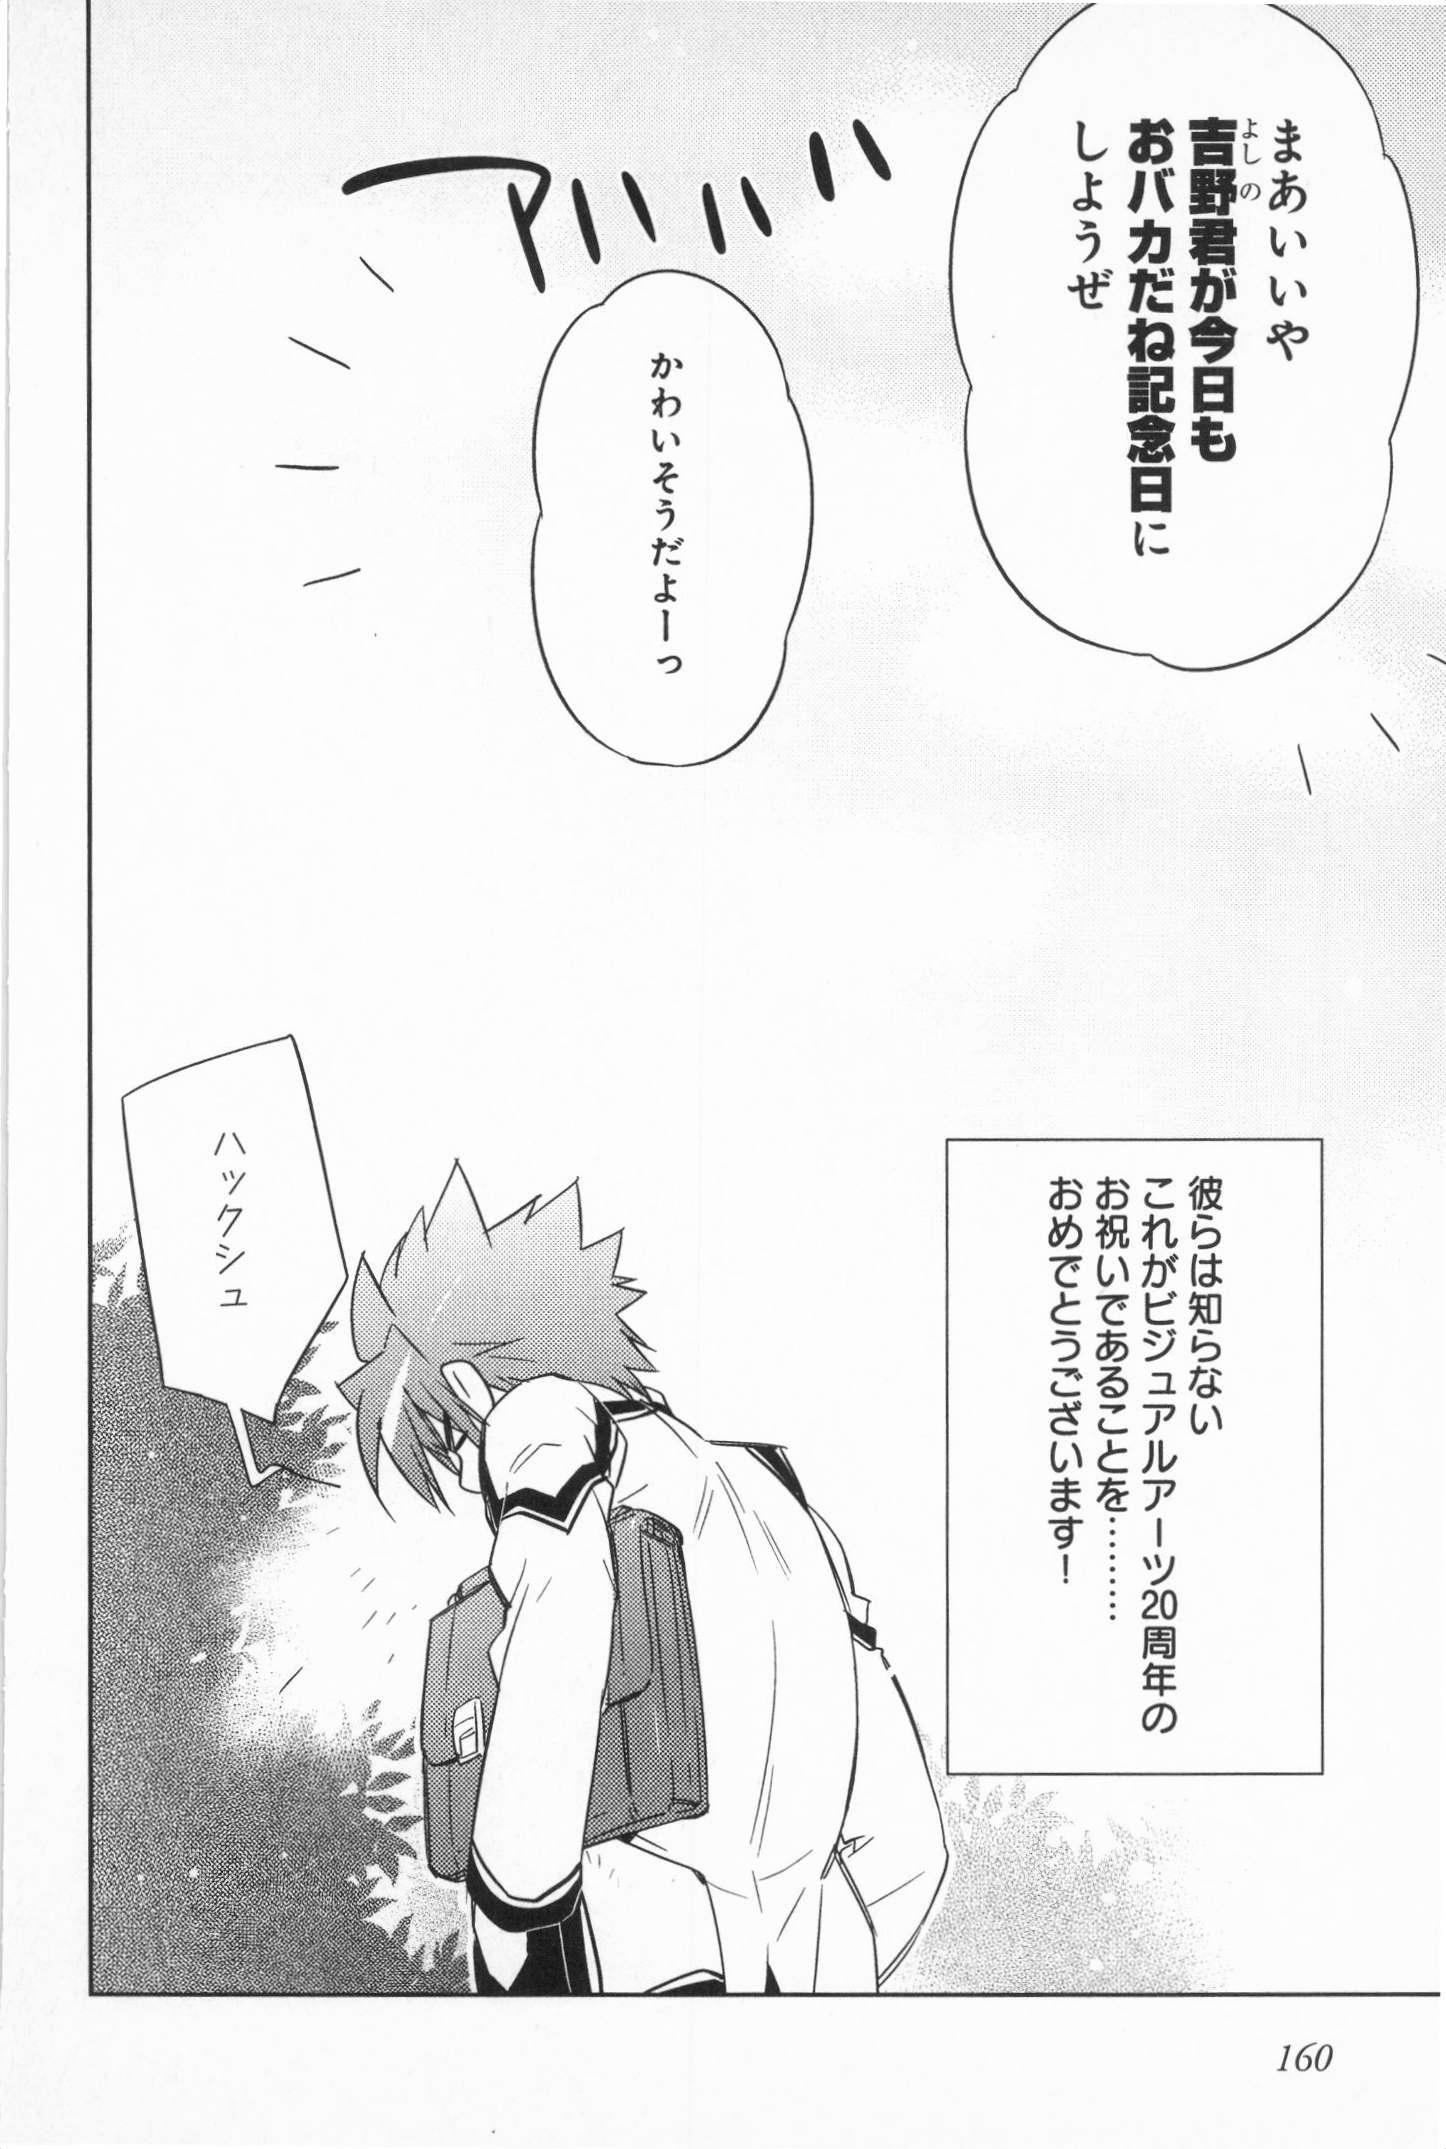 まあいいや
吉野君が今日も
おバカだね記念日に
しようぜ
よしの
アハハハ
かわいそうだよーっ
彼らは知らない
これがビジュアルアーツ20周年の
お祝いであることを………
おめでとうございます！
ハックシュ
160